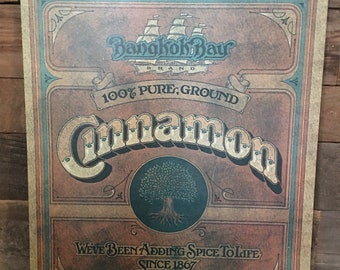 Bangkok Bay
BRAND
100% PURE; GROUND
Cinnamon
WE'VE BEEN ADDING SPICE TO LIFE
SINCE 1867